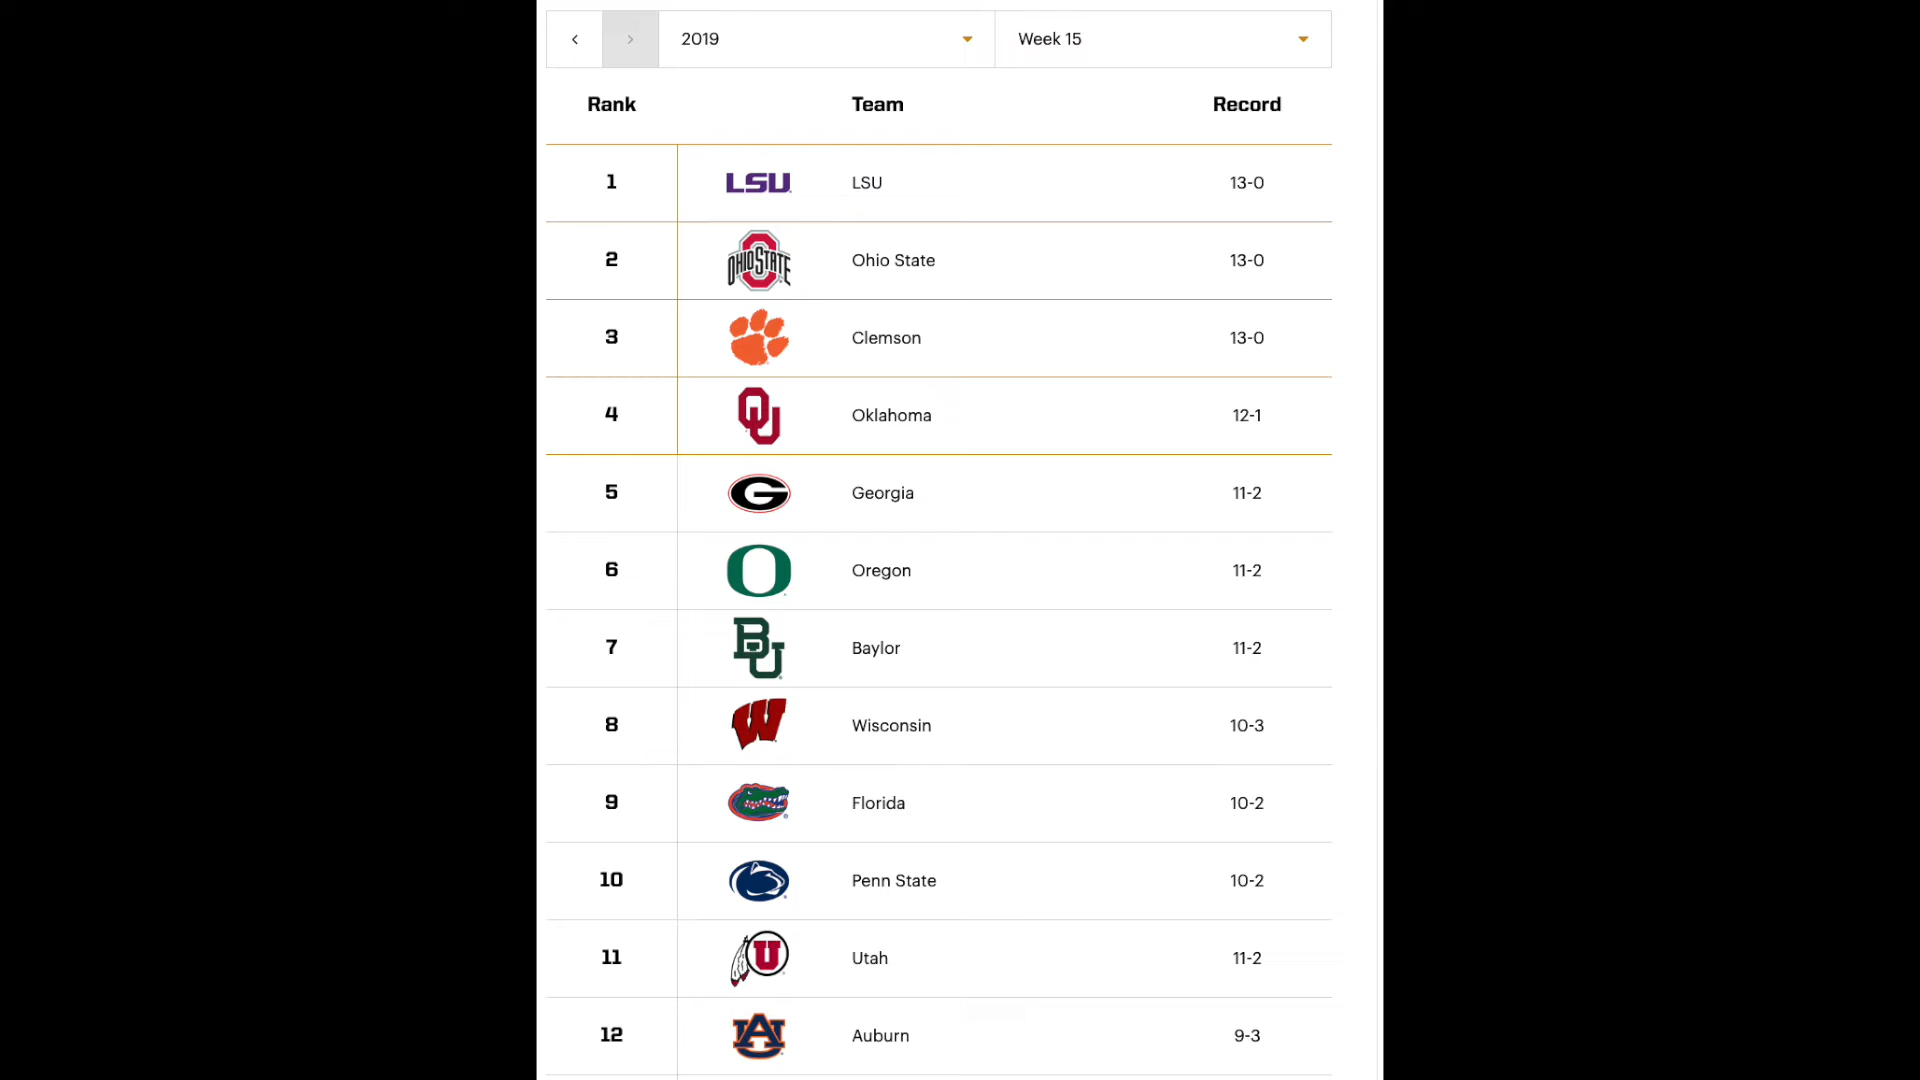 2019 Week 15
Rank Team Record
1 LSU LSU 13-0
2 OHIO STATE Ohio State 13-0
3 Clemson 13-0
4 OU Oklahoma 12-1
5 G Georgia 11-2
6 O Oregon 11-2
7 BU Baylor 11-2
8 W Wisconsin 10-3
9 Florida 10-2
10 Penn State 10-2
11 U Utah 11-2
12 AU Auburn 9-3